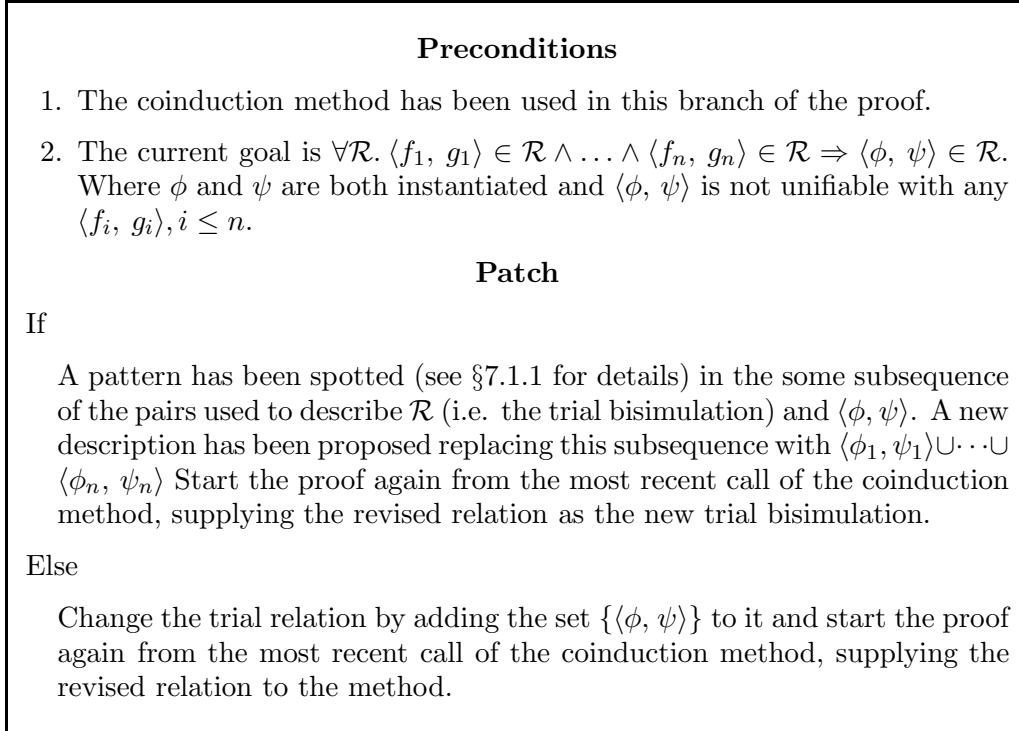 Preconditions
1. The coinduction method has been used in this branch of the proof.
2. The current goal is ∀ℛ. ⟨f₁, g₁⟩ ∈ ℛ ∧ … ∧ ⟨fₙ, gₙ⟩ ∈ ℛ ⇒ ⟨ϕ, ψ⟩ ∈ ℛ.
Where ϕ and ψ are both instantiated and ⟨ϕ, ψ⟩ is not unifiable with any
⟨fᵢ, gᵢ⟩, i ≤ n.
Patch
If
A pattern has been spotted (see §7.1.1 for details) in the some subsequence
of the pairs used to describe ℛ (i.e. the trial bisimulation) and ⟨ϕ, ψ⟩. A new
description has been proposed replacing this subsequence with ⟨ϕ₁, ψ₁⟩∪⋯∪
⟨ϕₙ, ψₙ⟩ Start the proof again from the most recent call of the coinduction
method, supplying the revised relation as the new trial bisimulation.
Else
Change the trial relation by adding the set {⟨ϕ, ψ⟩} to it and start the proof
again from the most recent call of the coinduction method, supplying the
revised relation to the method.